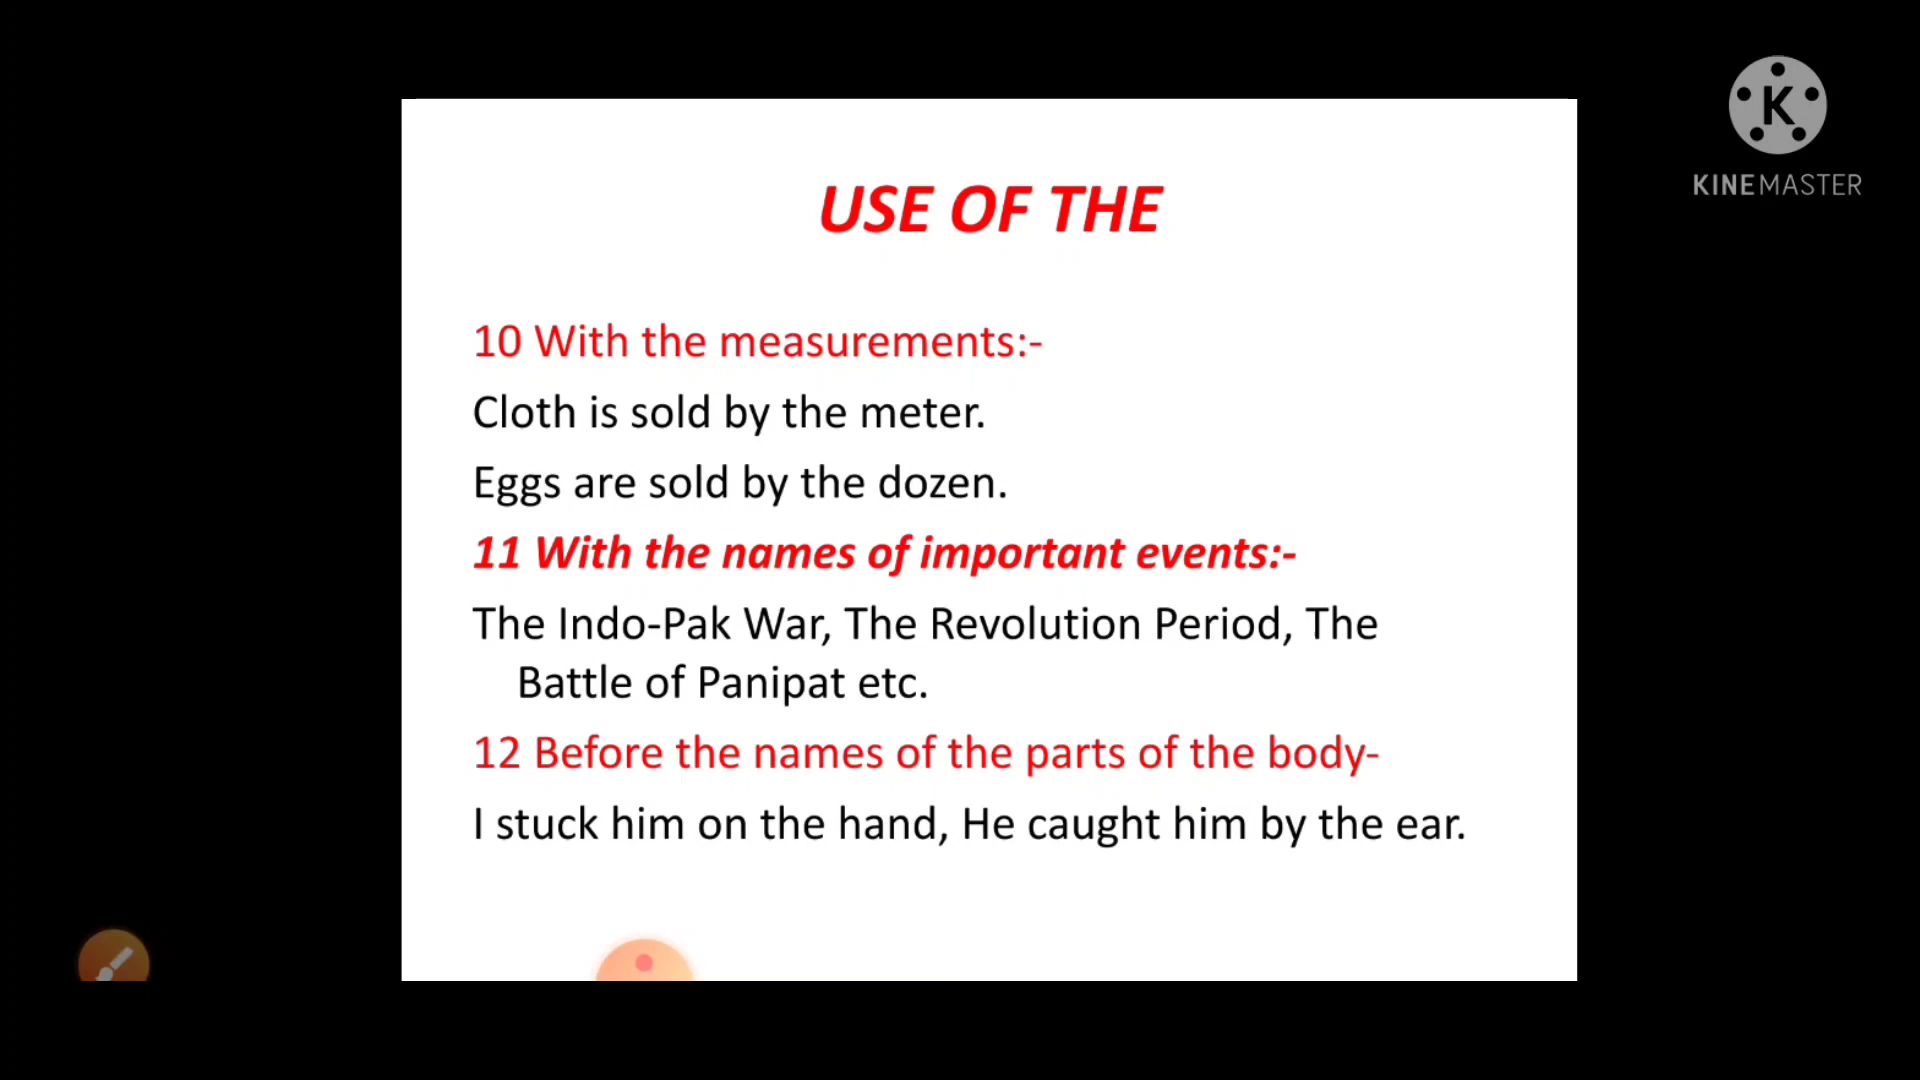 K
KINEMASTER
USE OF THE
10 With the measurements:-
Cloth is sold by the meter.
Eggs are sold by the dozen.
11 With the names of important events:-
The Indo-Pak War, The Revolution Period, The
Battle of Panipat etc.
12 Before the names of the parts of the body-
I stuck him on the hand, He caught him by the ear.